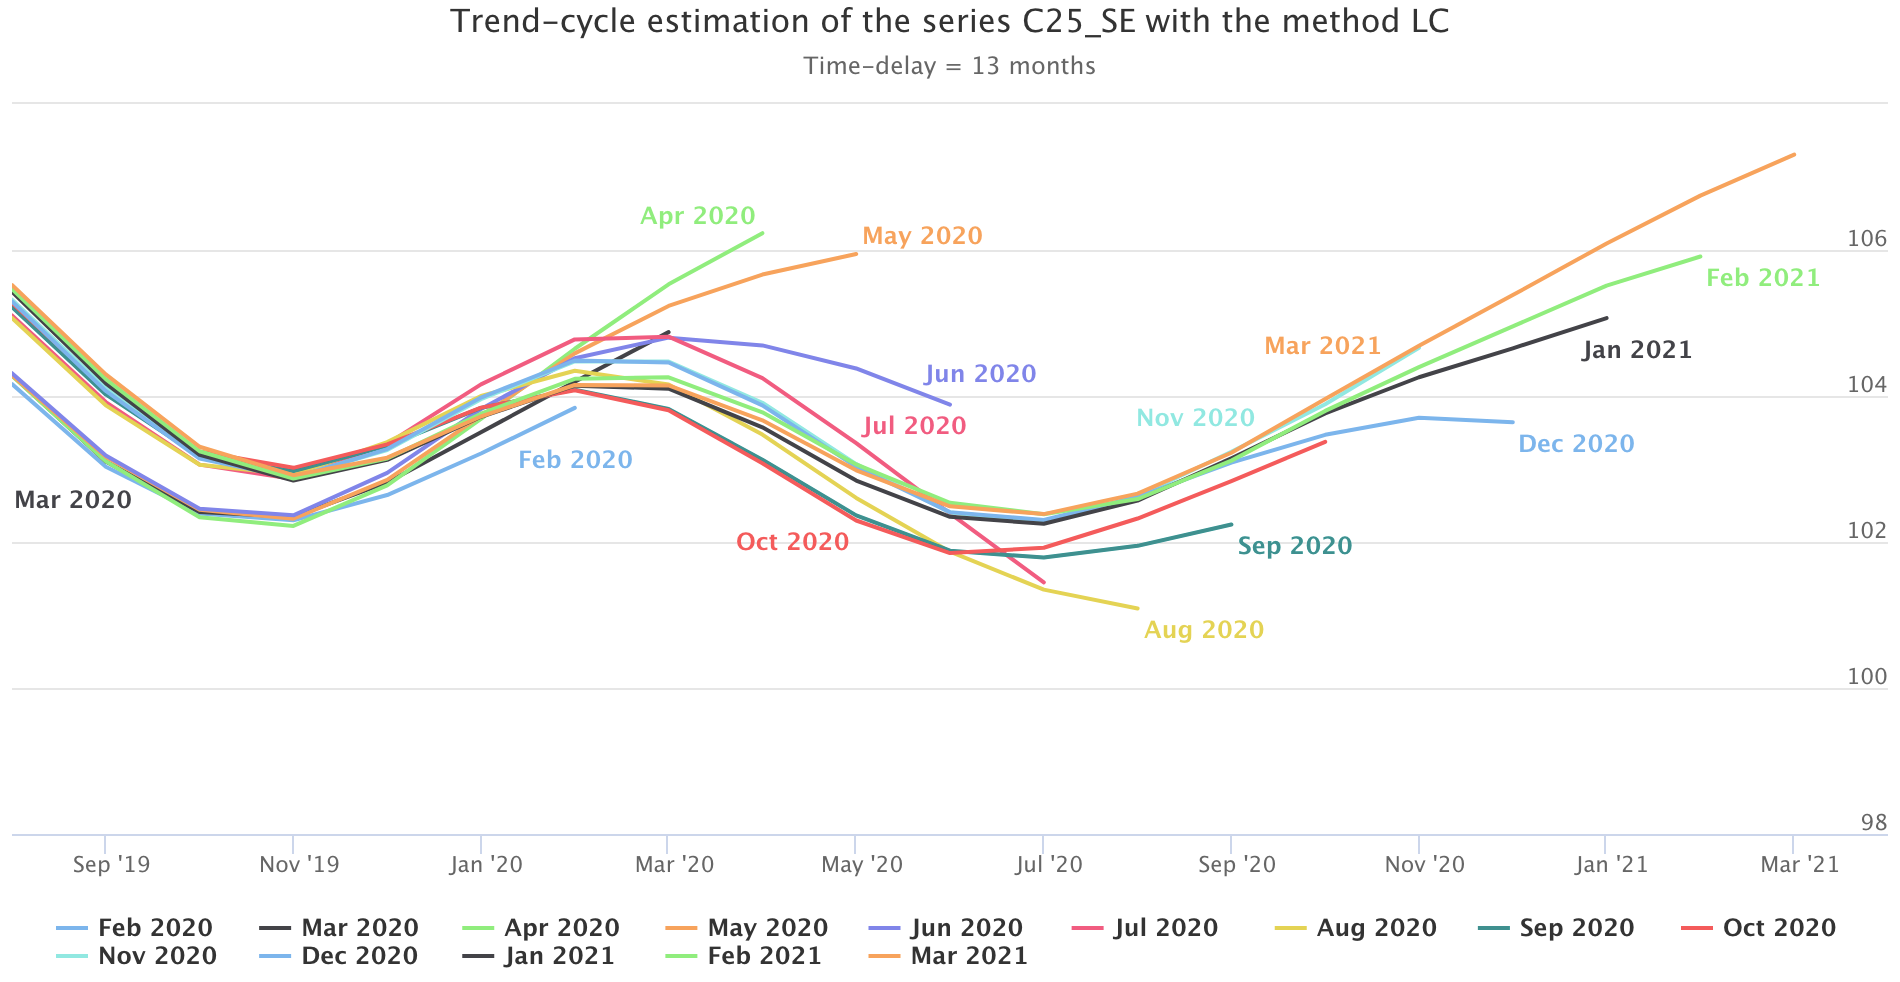 Trend-cycle estimation of the series C25_SE with the method LC
Time-delay = 13 months
Apr 2020
May 2020
106
Feb 2021
Mar 2021
Jan 2021
Jun 2020
104
Nov 2020
Jul 2020
Dec 2020
Feb 2020
Mar 2020
102
Oct 2020
Sep 2020
Aug 2020
100
98
Sep '19 Nov '19 Jan '20 Mar '20 May '20 Jul '20 Sep '20 Nov '20 Jan '21 Mar '21
Feb 2020 Mar 2020 Apr 2020 May 2020 Jun 2020 Jul 2020 Aug 2020 Sep 2020 Oct 2020
Nov 2020 Dec 2020 Jan 2021 Feb 2021 Mar 2021